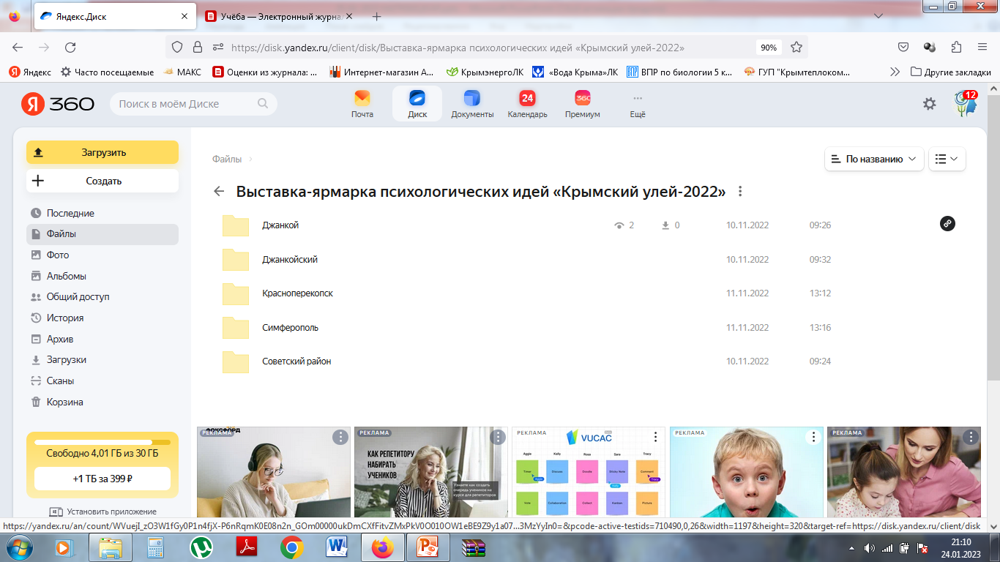 Яндекс.Диск
Учёба — Электронный журнал
https://disk.yandex.ru/client/disk/Выставка-ярмарка психологических идей «Крымский улей-2022»
90%
Яндекс Часто посещаемые МАКС Оценки из журнала: ... Интернет-магазин A... КрымэнергоЛК «Вода Крыма»ЛК ВПР по биологии 5 к... ГУП "Крымтеплоком... Другие закладки
Я 360
Поиск в моём Диске
24
360
12
Почта Диск Документы Календарь Премиум Ещё
Загрузить
Создать
Последние
Файлы
Фото
Альбомы
Общий доступ
История
Архив
Загрузки
Сканы
Корзина
Свободно 4,01 ГБ из 30 ГБ
+1 ТБ за 399 ₽
Установить приложение
Файлы
По названию
Выставка-ярмарка психологических идей «Крымский улей-2022»
Джанкой 2 0 10.11.2022 09:26
Джанкойский 10.11.2022 09:32
Красноперекопск 11.11.2022 13:12
Симферополь 11.11.2022 13:16
Советский район 10.11.2022 09:24
РЕКЛАМА
РЕКЛАМА
КАК РЕПЕТИТОРУ
НАБИРАТЬ
УЧЕНИКОВ
Узнаете как создать
очередь учеников на
курсе для репетиторов
РЕКЛАМА
VUCAC
Aggie Kelly Rosa Sara Tracy
Timer Discuss Doodle Sticky Note Comment
Aggie Kelly Tracy
Vote Collaboration Collect Kanban Picture
РЕКЛАМА
РЕКЛАМА
https://yandex.ru/an/count/WVuejI_zO3W1fGy0P1n4fjX-P6nRqmK0E08n2n_GOm00000ukDmCXfFitvZMxPkV0O010OW1eBE9Z9y1a07...3MzYyIn0=&pcode-active-testids=710490,0,26&width=1197&height=320&target-ref=https://disk.yandex.ru/client/disk
21:10
24.01.2023